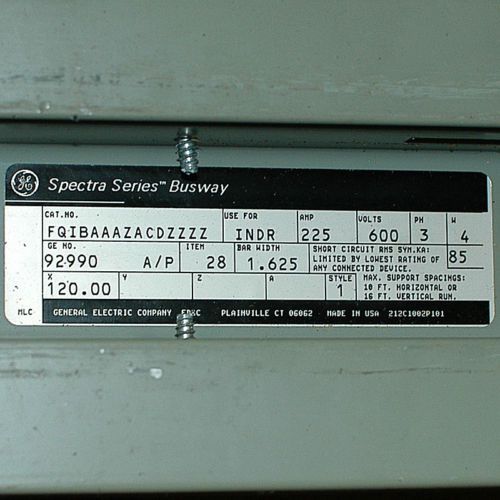 GE Spectra Series™ Busway
CAT.NO. USE FOR AMP VOLTS PH W
FQIBAAAZACDZZZZ INDR 225 600 3 4
GE NO. ITEM BAR WIDTH SHORT CIRCUIT RMS SYM.KA: 85
92990 A/P 28 1.625 LIMITED BY LOWEST RATING OF
ANY CONNECTED DEVICE.
X Y Z A STYLE MAX. SUPPORT SPACINGS:
120.00 1 10 FT. HORIZONTAL OR
16 FT. VERTICAL RUN.
MLC GENERAL ELECTRIC COMPANY PLAINVILLE CT 06062 MADE IN USA 212C1002P101